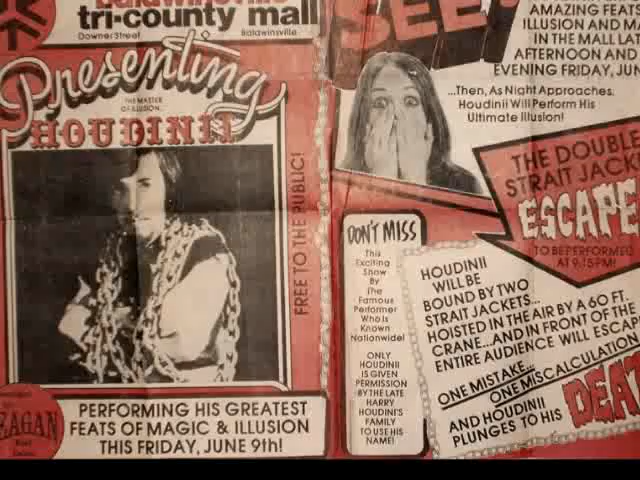 Baldwinsville
tri-county mall
Downer Street Baldwinsville
Presenting
THE MASTER
OF ILLUSION...
HOUDINII
FREE TO THE PUBLIC!
PERFORMING HIS GREATEST
FEATS OF MAGIC & ILLUSION
THIS FRIDAY, JUNE 9th!
SEE
AMAZING FEATS
ILLUSION AND M
IN THE MALL LAT
AFTERNOON AND
EVENING FRIDAY, JUN
...Then, As Night Approaches,
Houdinii Will Perform His
Ultimate Illusion!
THE DOUBLE
STRAIT JACK
ESCAPE
TO BE PERFORMED
AT 9:15 PM!
DON'T MISS
This
Exciting
Show
By
The
Famous
Performer
Who Is
Known
Nationwide!
ONLY
HOUDINII
IS GIVEN
PERMISSION
BY THE LATE
HARRY
HOUDINI'S
FAMILY
TO USE HIS
NAME!
HOUDINII
WILL BE
BOUND BY TWO
STRAIT JACKETS...
HOISTED IN THE AIR BY A 60 FT.
CRANE...AND IN FRONT OF THE
ENTIRE AUDIENCE WILL ESCAP
ONE MISTAKE...
ONE MISCALCULATION
AND HOUDINII
PLUNGES TO HIS
DEAT
EAGAN